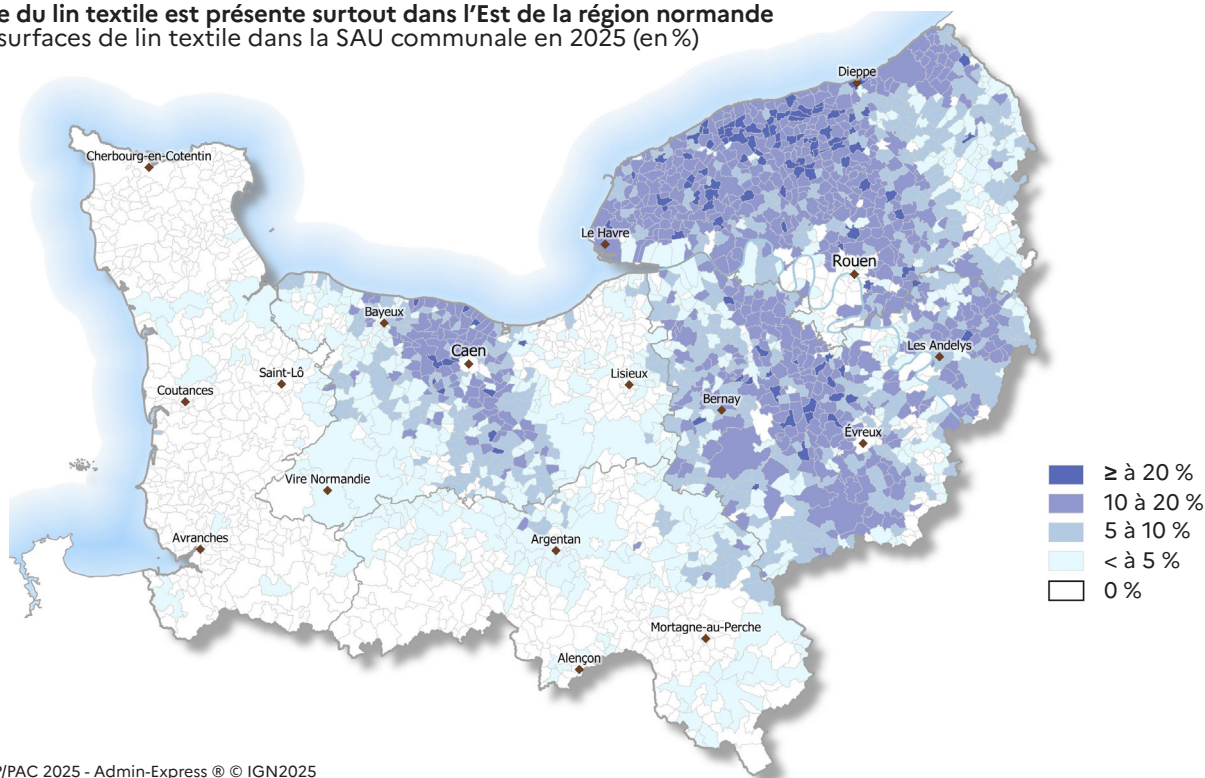 e du lin textile est présente surtout dans l'Est de la région normande
surfaces de lin textile dans la SAU communale en 2025 (en %)
Dieppe
Cherbourg-en-Cotentin
Le Havre
Rouen
Bayeux
Caen
Les Andelys
Saint-Lô
Lisieux
Coutances
Bernay
Évreux
Vire Normandie
≥ à 20 %
10 à 20 %
5 à 10 %
< à 5 %
0 %
Avranches
Argentan
Mortagne-au-Perche
Alençon
/PAC 2025 - Admin-Express ® © IGN2025